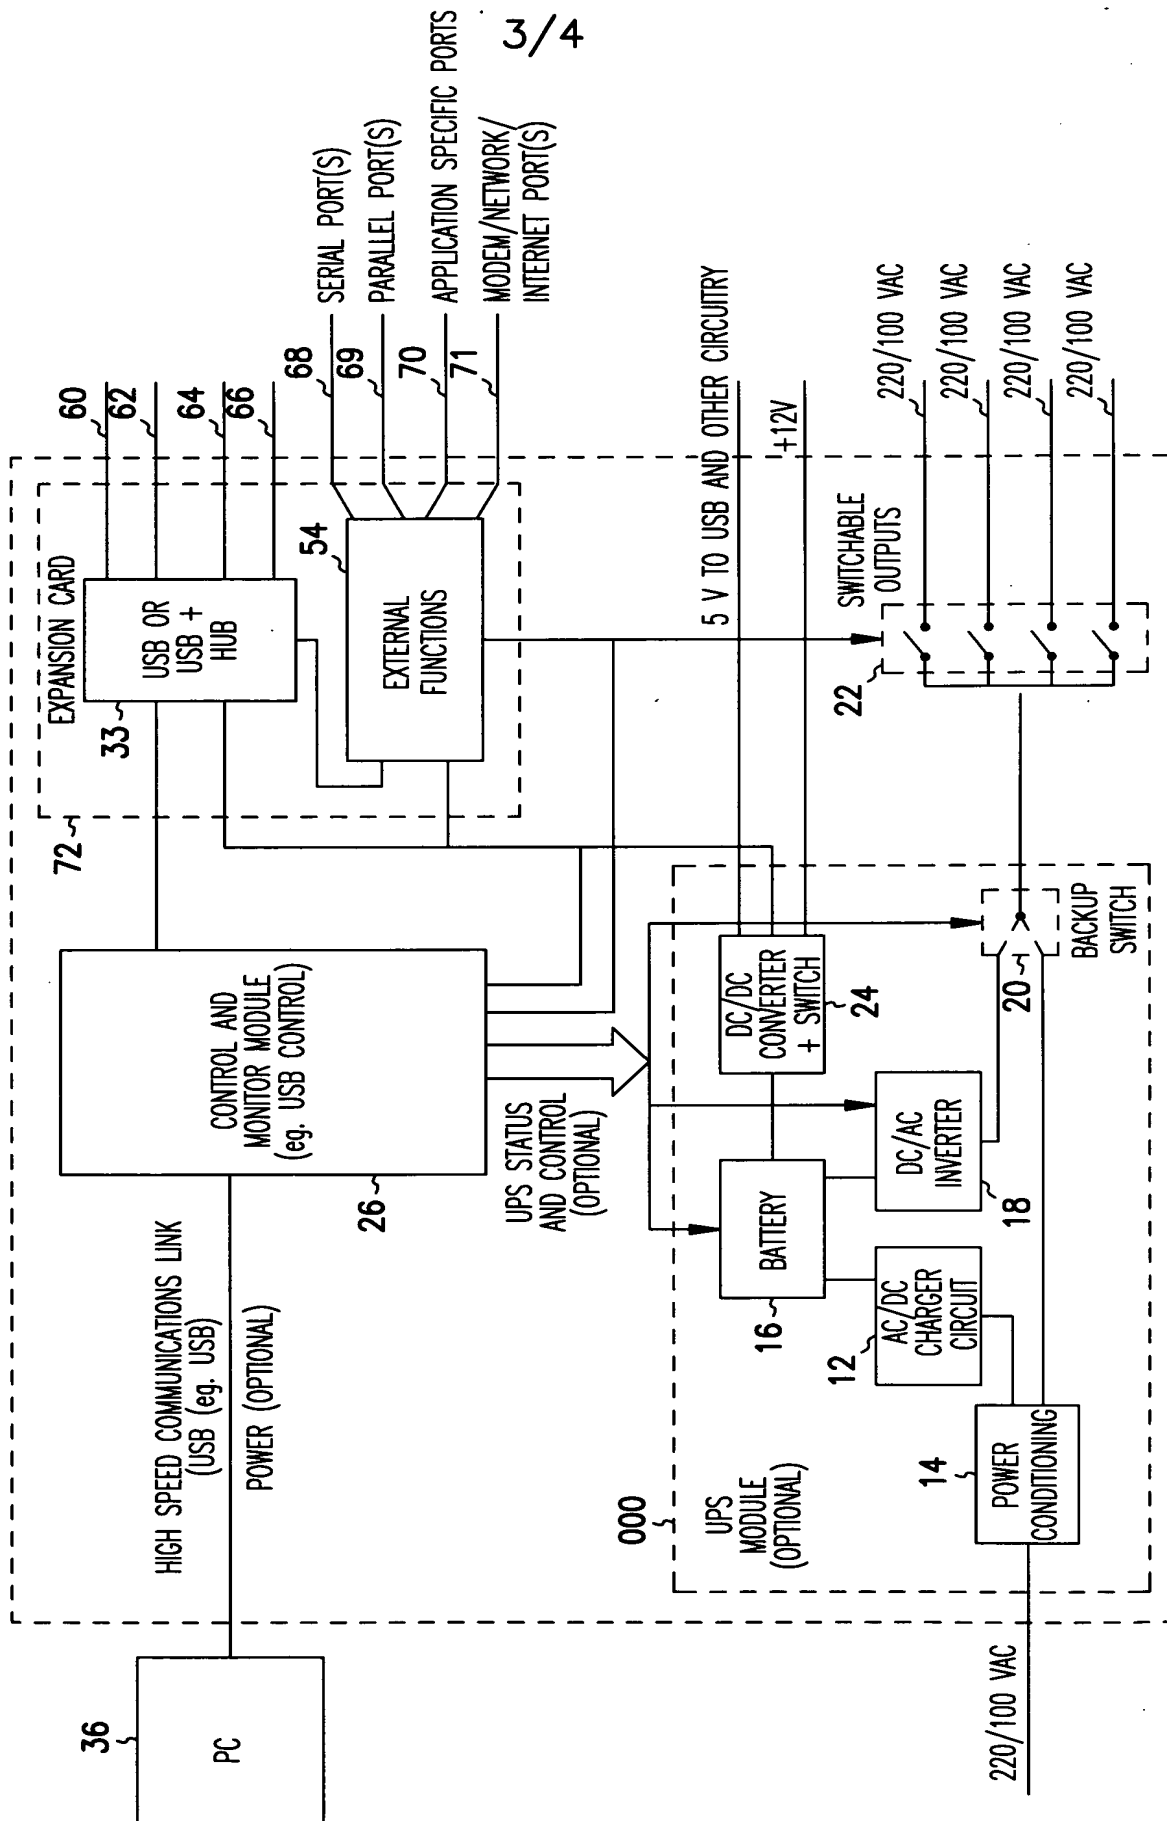 3/4
36
PC
HIGH SPEED COMMUNICATIONS LINK
(USB (eg. USB)
POWER (OPTIONAL)
CONTROL AND
MONITOR MODULE
(eg. USB CONTROL)
26
72
EXPANSION CARD
33
USB OR
USB +
HUB
60
62
64
66
54
EXTERNAL
FUNCTIONS
68
SERIAL PORT(S)
69
PARALLEL PORT(S)
70
APPLICATION SPECIFIC PORTS
71
MODEM/NETWORK/
INTERNET PORT(S)
UPS STATUS
AND CONTROL
(OPTIONAL)
5 V TO USB AND OTHER CIRCUITRY
+12V
000
UPS
MODULE
(OPTIONAL)
BATTERY
16
DC/DC
CONVERTER
+ SWITCH
24
12
AC/DC
CHARGER
CIRCUIT
DC/AC
INVERTER
18
14
POWER
CONDITIONING
20
BACKUP
SWITCH
22
SWITCHABLE
OUTPUTS
220/100 VAC
220/100 VAC
220/100 VAC
220/100 VAC
220/100 VAC